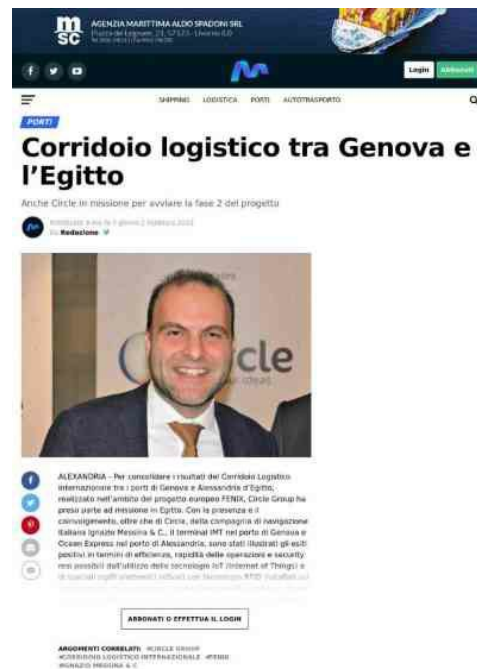 msc
AGENZIA MARITTIMA ALDO SPADONI SRL
Login
Abbonati
SHIPPING LOGISTICA PORTI AUTOTRASPORTO
PORTI
Corridoio logistico tra Genova e
l’Egitto
Anche Circle in missione per avviare la fase 2 del progetto
Redazione
Circle
ALEXANDRIA – Per consolidare i risultati del Corridoio Logistico
internazionale tra i porti di Genova e Alessandria d’Egitto,
realizzato nell’ambito del progetto europeo FENIX, Circle Group ha
preso parte ad missione in Egitto. Con la presenza e il
coinvolgimento, oltre che di Circle, della compagnia di navigazione
italiana Ignazio Messina & C., il terminal IMT nel porto di Genova e
Ocean Express nel porto di Alessandria, sono stati illustrati gli esiti
positivi in termini di efficienza, rapidità delle operazioni e security
resi possibili dall’utilizzo delle tecnologie IoT (Internet of Things) e
ABBONATI O EFFETTUA IL LOGIN
ARGOMENTI CORRELATI: #CIRCLE GROUP
#CORRIDOIO LOGISTICO INTERNAZIONALE #FENIX
#IGNAZIO MESSINA & C